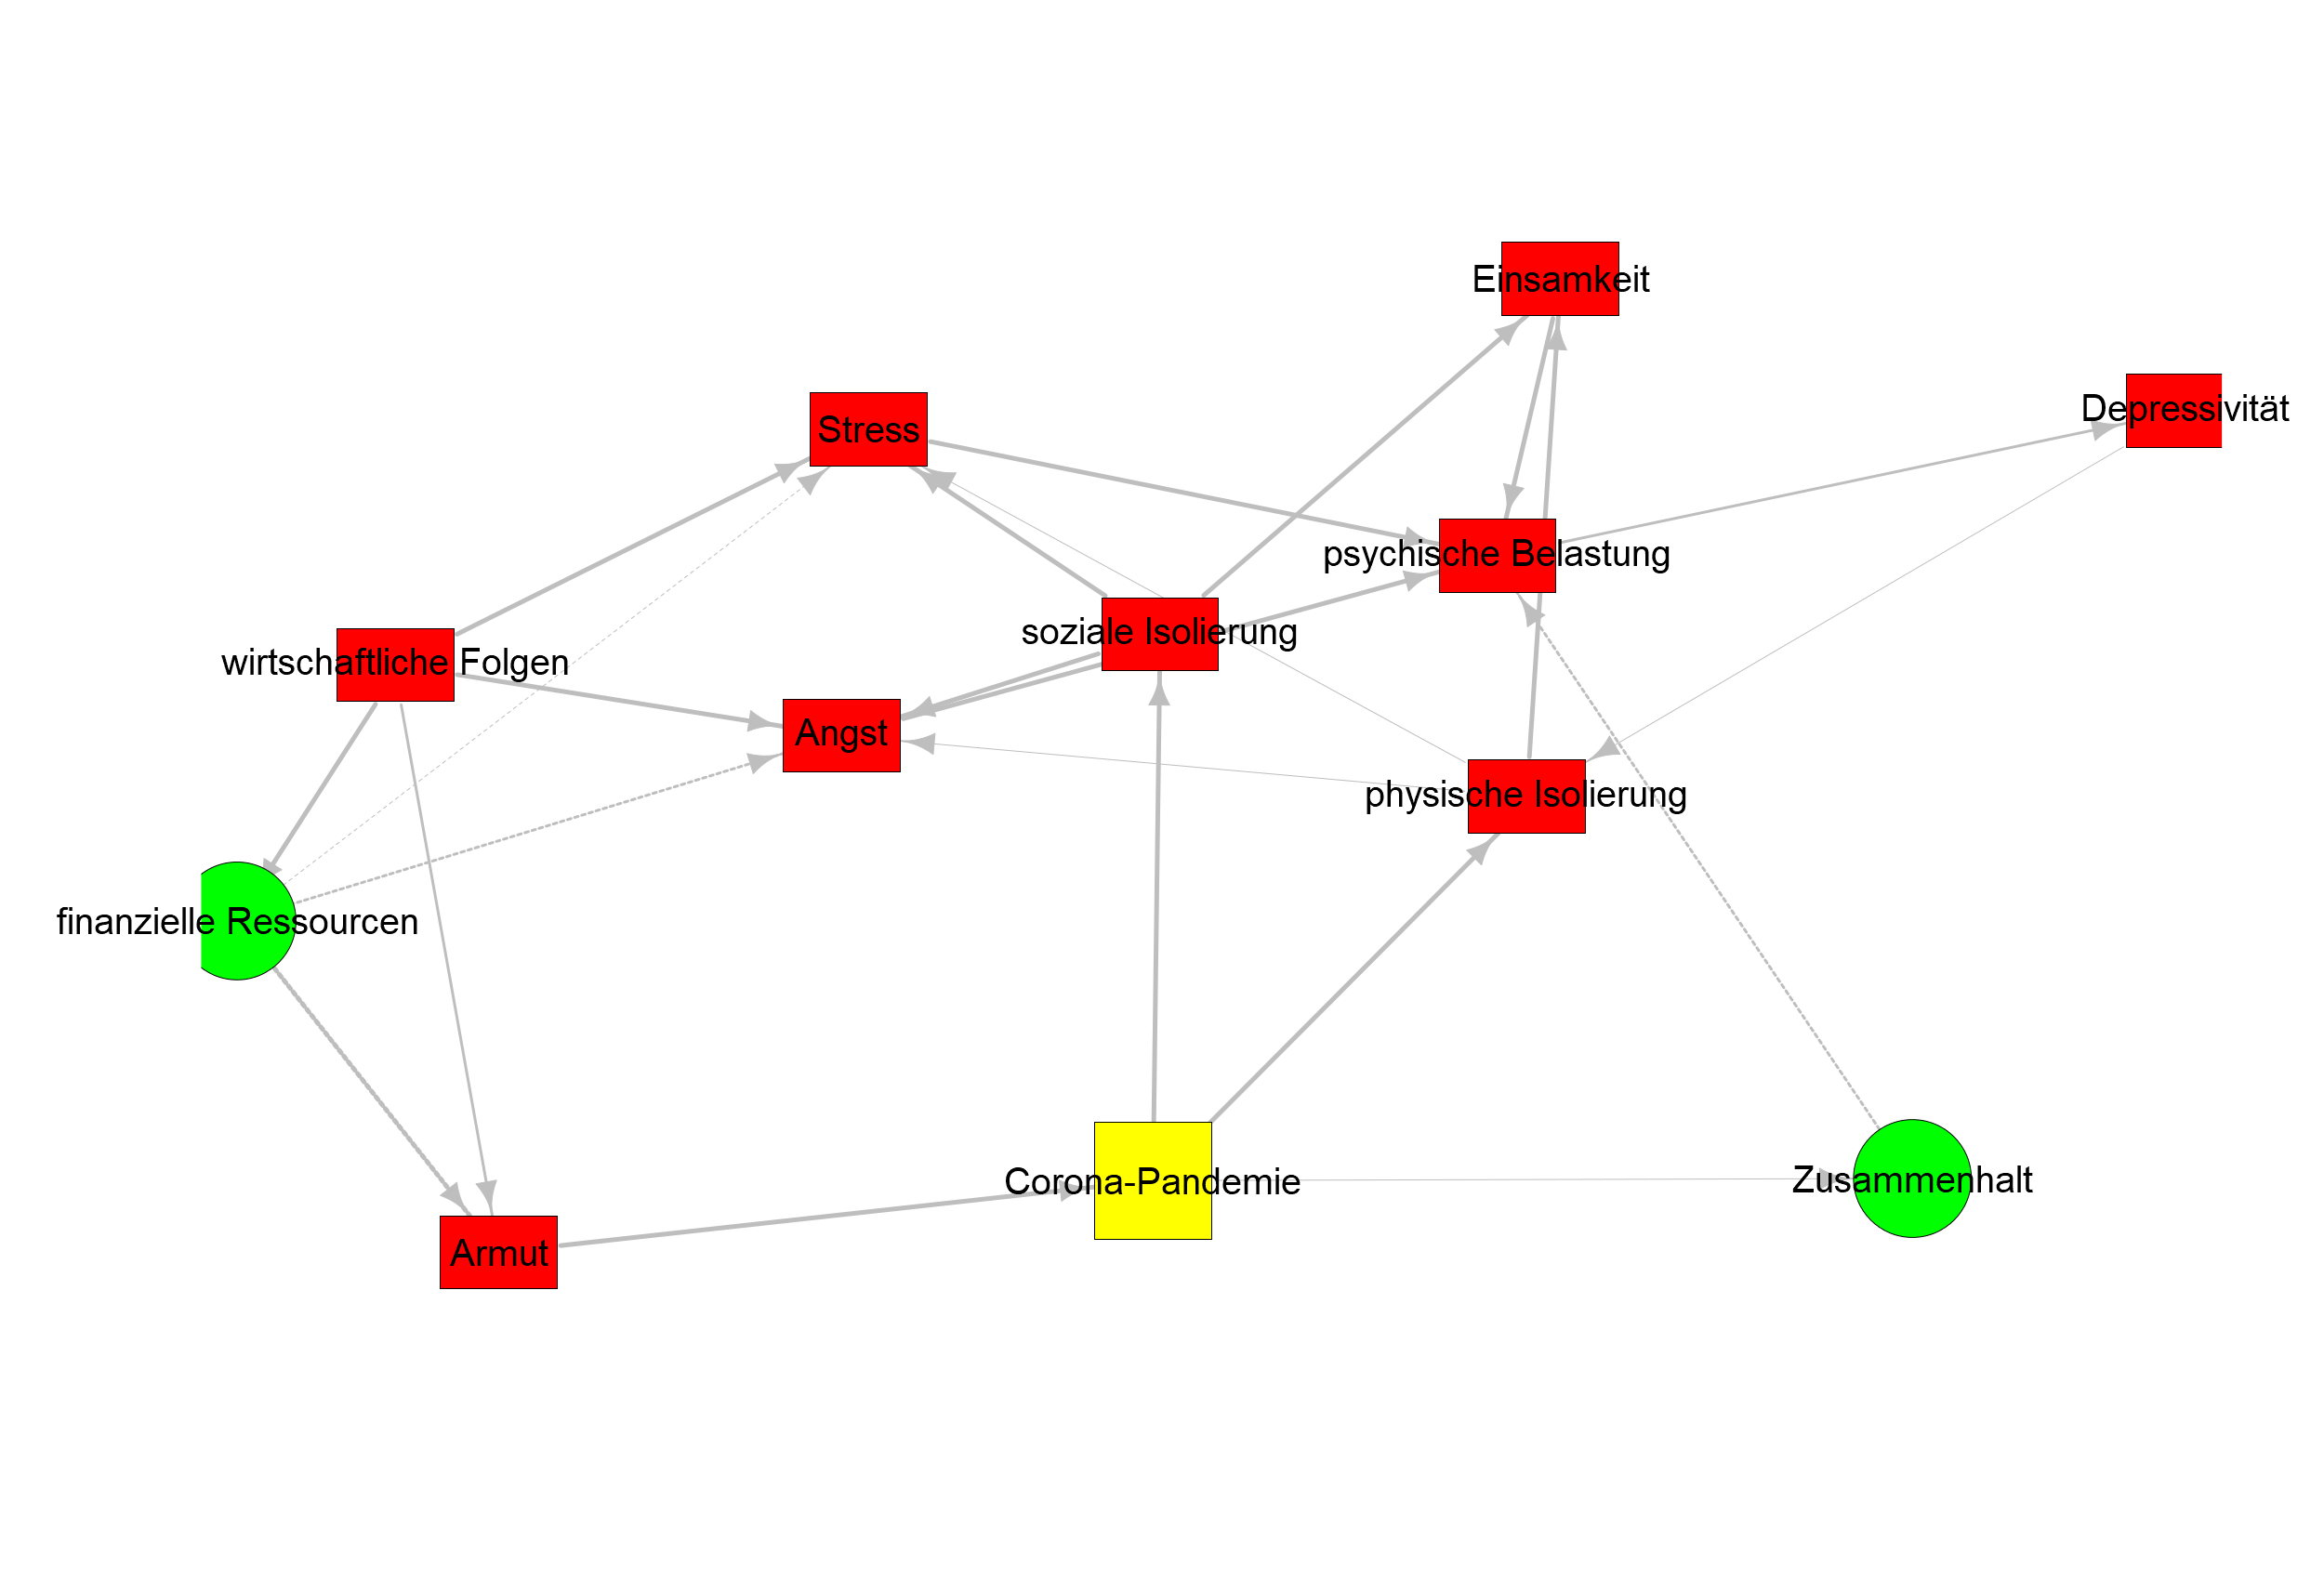 Einsamkeit
Depressivität
Stress
psychische Belastung
soziale Isolierung
wirtschaftliche Folgen
Angst
physische Isolierung
finanzielle Ressourcen
Corona-Pandemie
Zusammenhalt
Armut